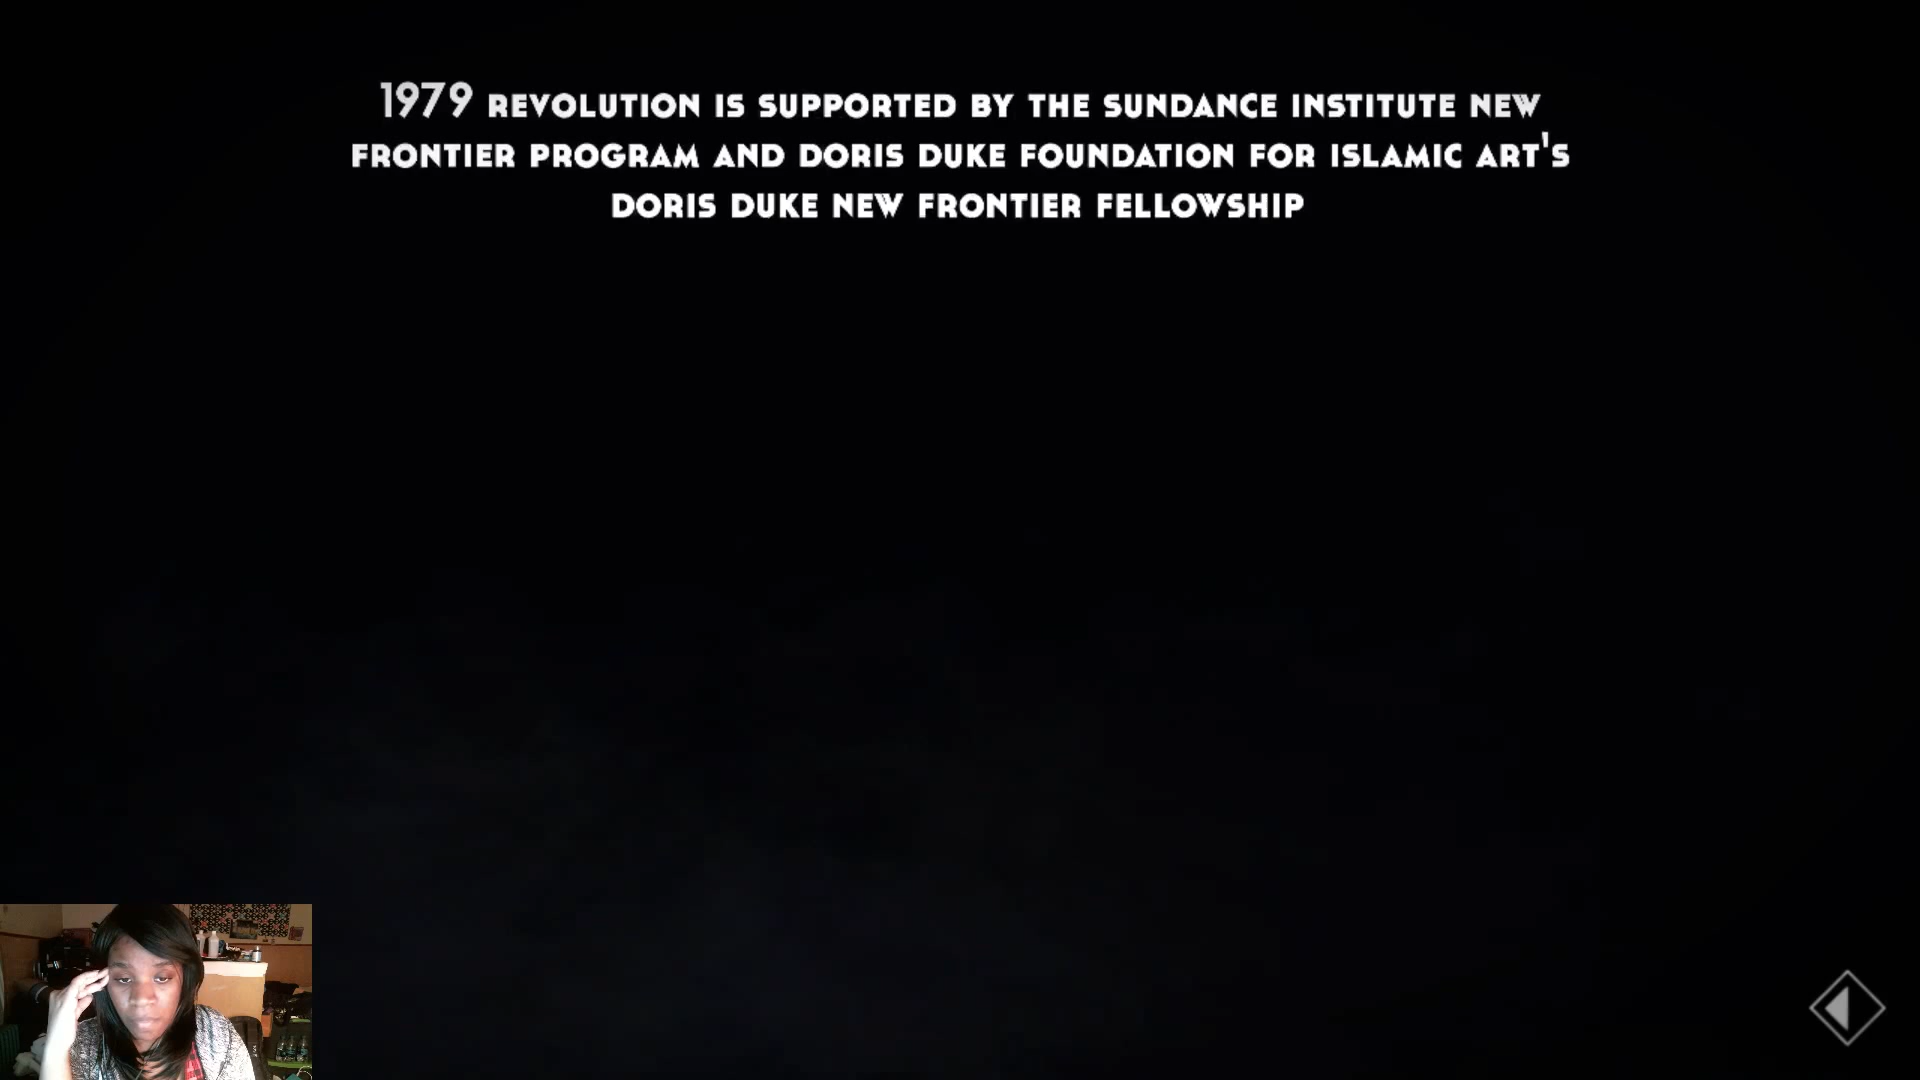 1979 REVOLUTION IS SUPPORTED BY THE SUNDANCE INSTITUTE NEW
FRONTIER PROGRAM AND DORIS DUKE FOUNDATION FOR ISLAMIC ART'S
DORIS DUKE NEW FRONTIER FELLOWSHIP